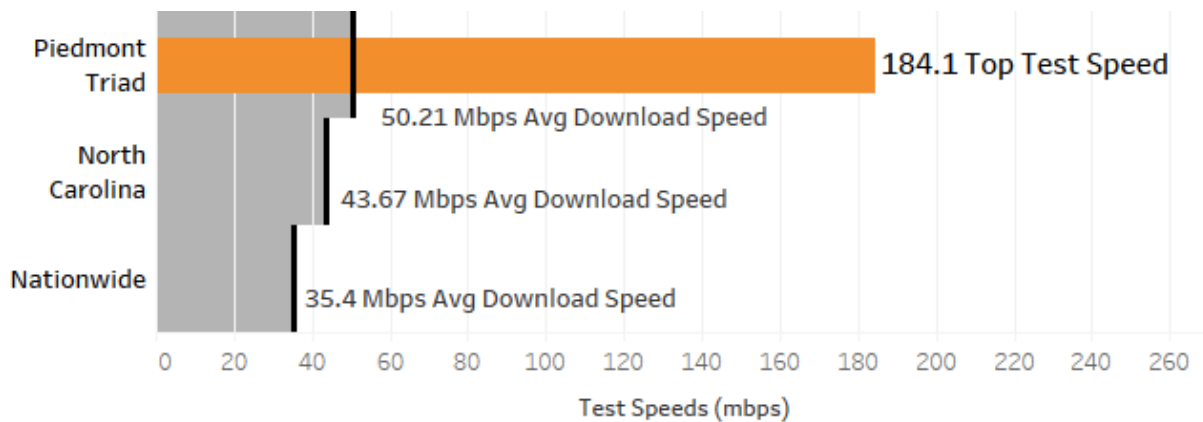 Piedmont
Triad
184.1 Top Test Speed
50.21 Mbps Avg Download Speed
North
Carolina
43.67 Mbps Avg Download Speed
Nationwide
35.4 Mbps Avg Download Speed
0 20 40 60 80 100 120 140 160 180 200 220 240 260
Test Speeds (mbps)